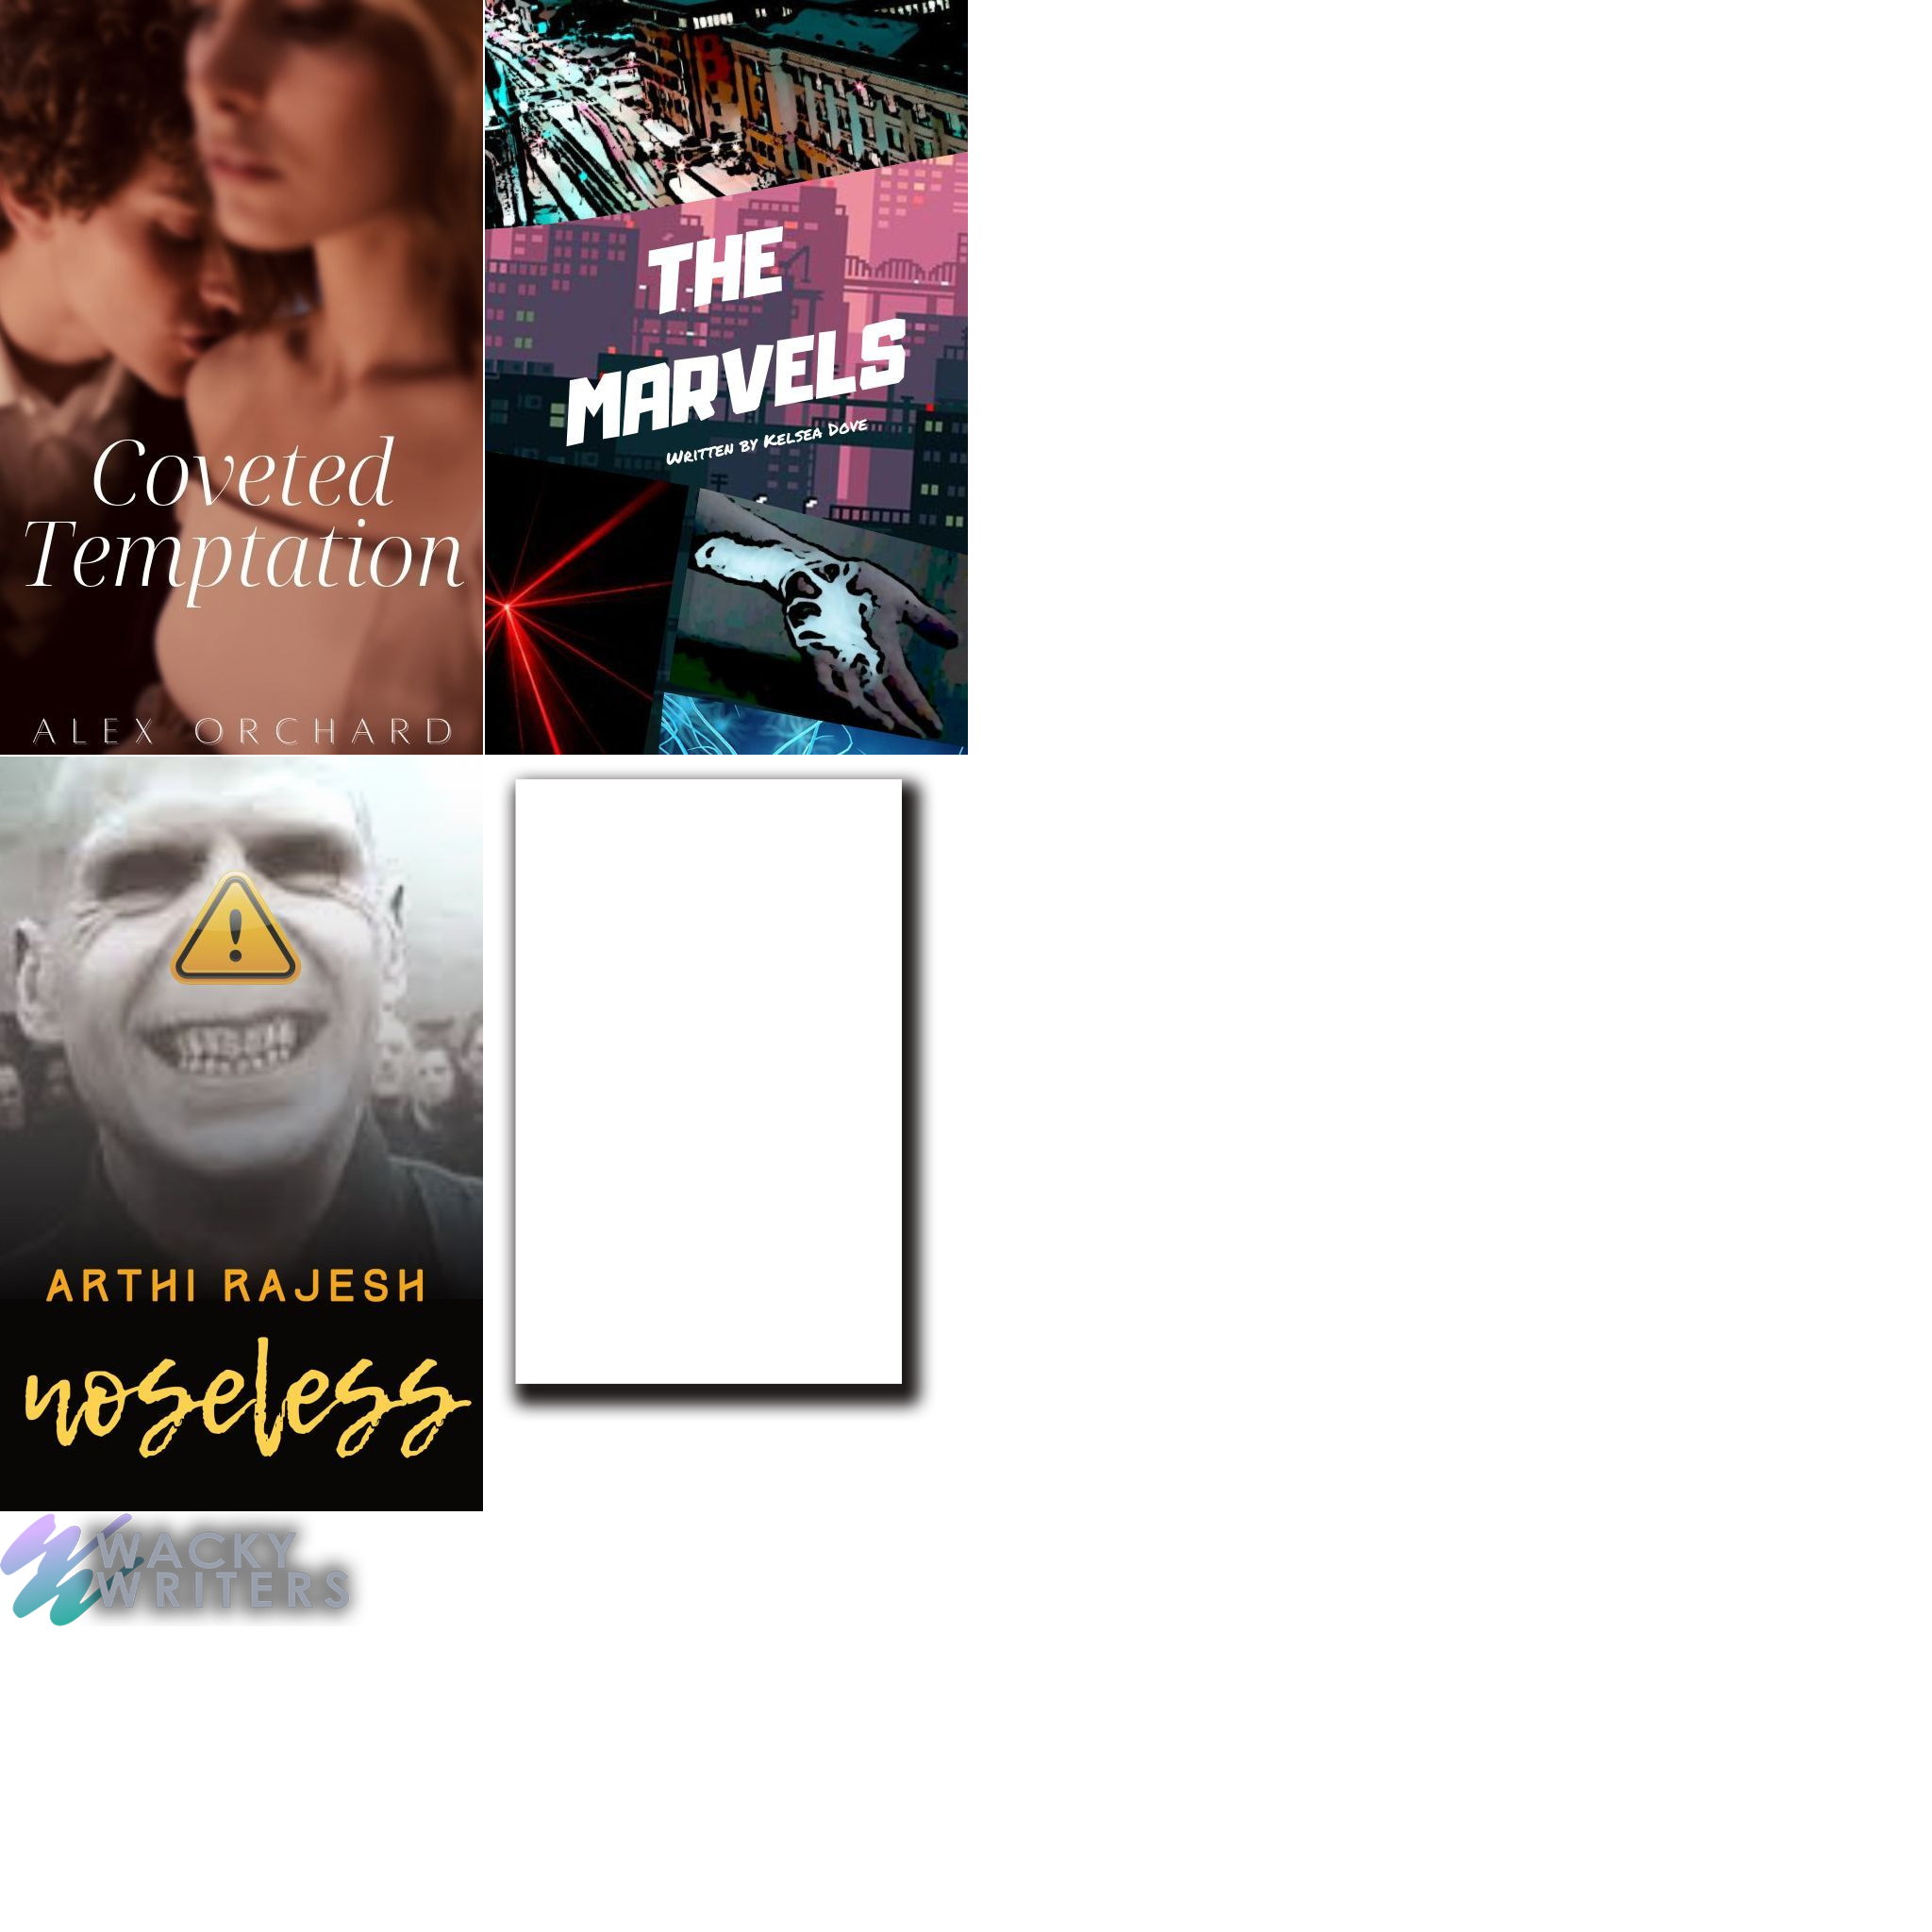 Coveted
Temptation
ALEX ORCHARD
THE
MARVELS
WRITTEN BY KELSEA DOVE
ARTHI RAJESH
noseless
WACKY
WRITERS